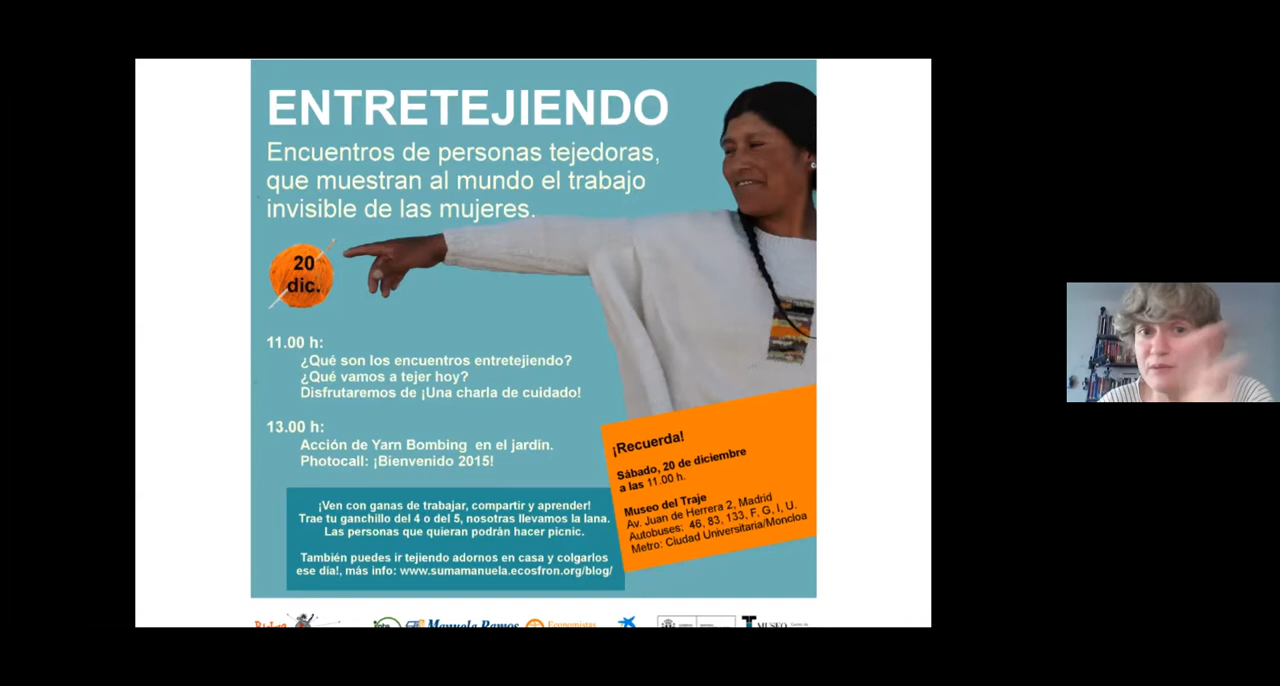 ENTRETEJIENDO
Encuentros de personas tejedoras,
que muestran al mundo el trabajo
invisible de las mujeres.
20
dic.
11.00 h:
¿Qué son los encuentros entretejiendo?
¿Qué vamos a tejer hoy?
Disfrutaremos de ¡Una charla de cuidado!
13.00 h:
Acción de Yarn Bombing en el jardín.
Photocall: ¡Bienvenido 2015!
¡Ven con ganas de trabajar, compartir y aprender!
Trae tu ganchillo del 4 o del 5, nosotras llevamos la lana.
Las personas que quieran podrán hacer picnic.
También puedes ir tejiendo adornos en casa y colgarlos
ese día!, más info: www.sumamanuela.ecosfron.org/blog/
¡Recuerda!
Sábado, 20 de diciembre
a las 11.00 h.
Museo del Traje
Av. Juan de Herrera 2, Madrid
Autobuses: 46, 83, 133, F, G, I, U.
Metro: Ciudad Universitaria/Moncloa
Manuela Ramos
Economistas
MUSEO